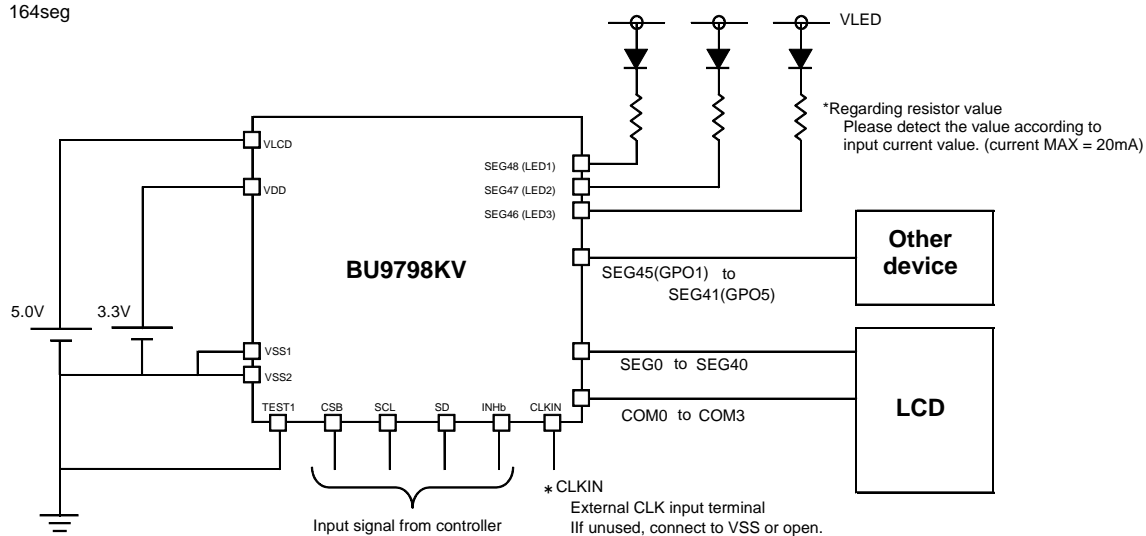 164seg
VLED
*Regarding resistor value
Please detect the value according to
input current value. (current MAX = 20mA)
VLCD
VDD
SEG48 (LED1)
SEG47 (LED2)
SEG46 (LED3)
BU9798KV
Other
device
SEG45(GPO1) to
SEG41(GPO5)
5.0V
3.3V
VSS1
VSS2
SEG0 to SEG40
LCD
COM0 to COM3
TEST1
CSB
SCL
SD
INHb
CLKIN
* CLKIN
External CLK input terminal
IIf unused, connect to VSS or open.
Input signal from controller